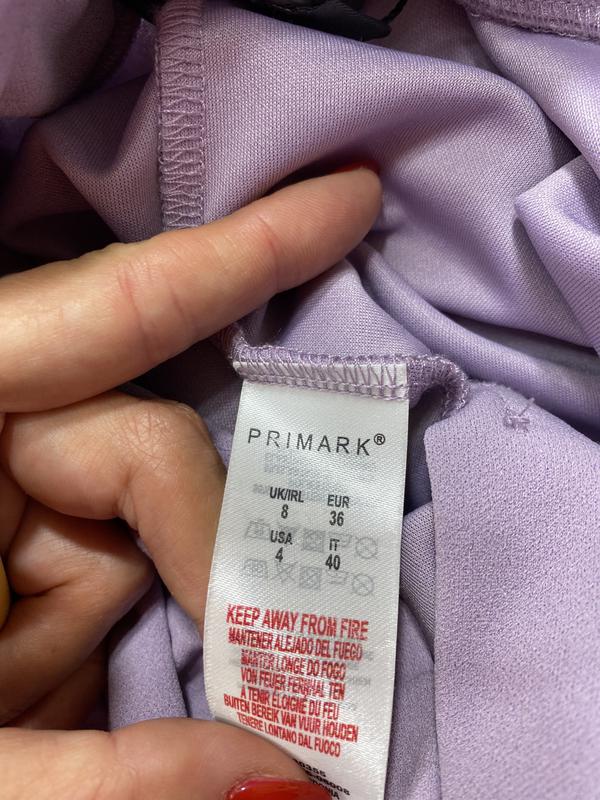 PRIMARK®
UK/IRL EUR
8 36
USA IT
4 40
KEEP AWAY FROM FIRE
MANTENER ALEJADO DEL FUEGO
MANTER LONGE DO FOGO
VON FEUER FERNHALTEN
À TENIR ÉLOIGNÉ DU FEU
BUITEN BEREIK VAN VUUR HOUDEN
TENERE LONTANO DAL FUOCO